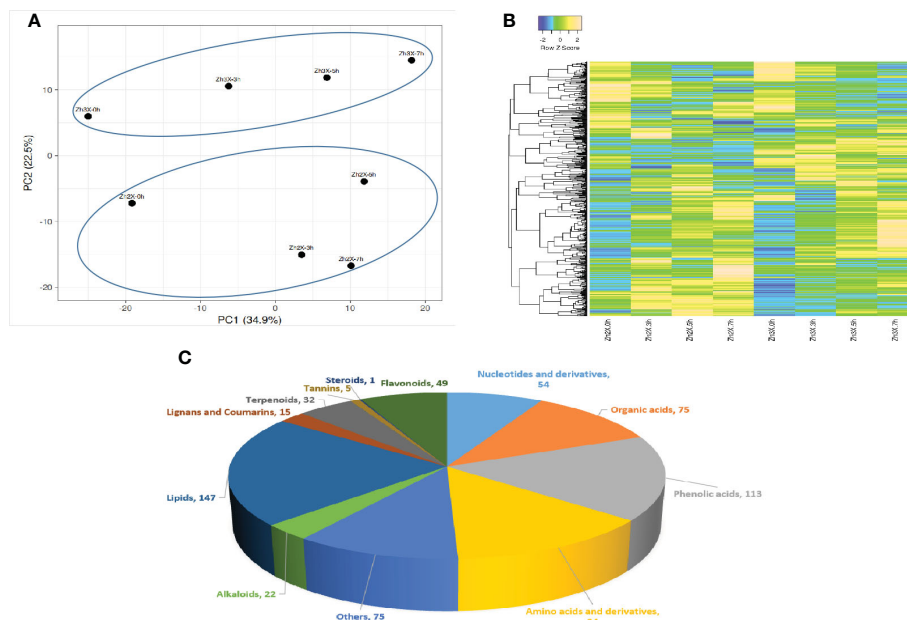 A
10
0
-10
-20
PC2 (22.5%)
Zh3X-7h
Zh3X-5h
Zh3X-3h
Zh3X-0h
Zh2X-0h
Zh2X-3h
Zh2X-7h
-20
-10
0
10
20
PC1 (34.9%)
B
-2 0 2
Row Z Score
Zh2X.0h
Zh2X.3h
Zh2X.5h
Zh2X.7h
Zh3X.0h
Zh3X.3h
Zh3X.5h
Zh3X.7h
C
Steroids, 1
Flavonoids, 49
Nucleotides and derivatives,
54
Tannins, 5
Terpenoids, 32
Organic acids, 75
Lignans and Coumarins, 15
Phenolic acids, 113
Lipids, 147
Alkaloids, 22
Others, 75
Amino acids and derivatives,